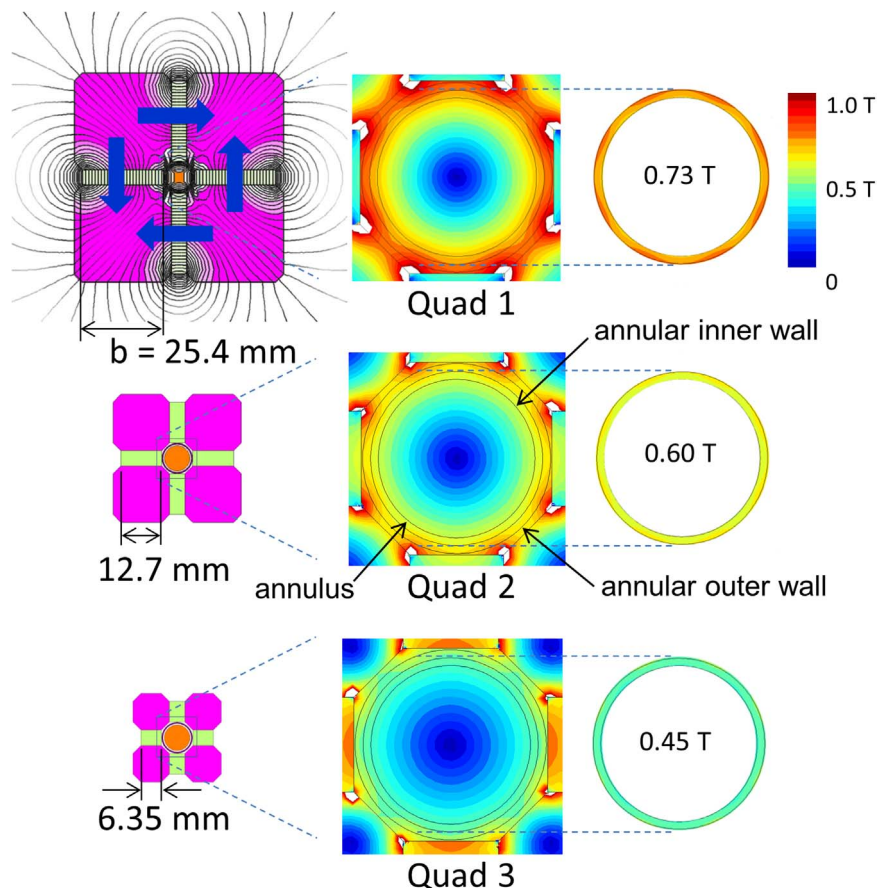 0.73 T
1.0 T
0.5 T
0
Quad 1
b = 25.4 mm
annular inner wall
0.60 T
12.7 mm
annulus
Quad 2
annular outer wall
0.45 T
6.35 mm
Quad 3